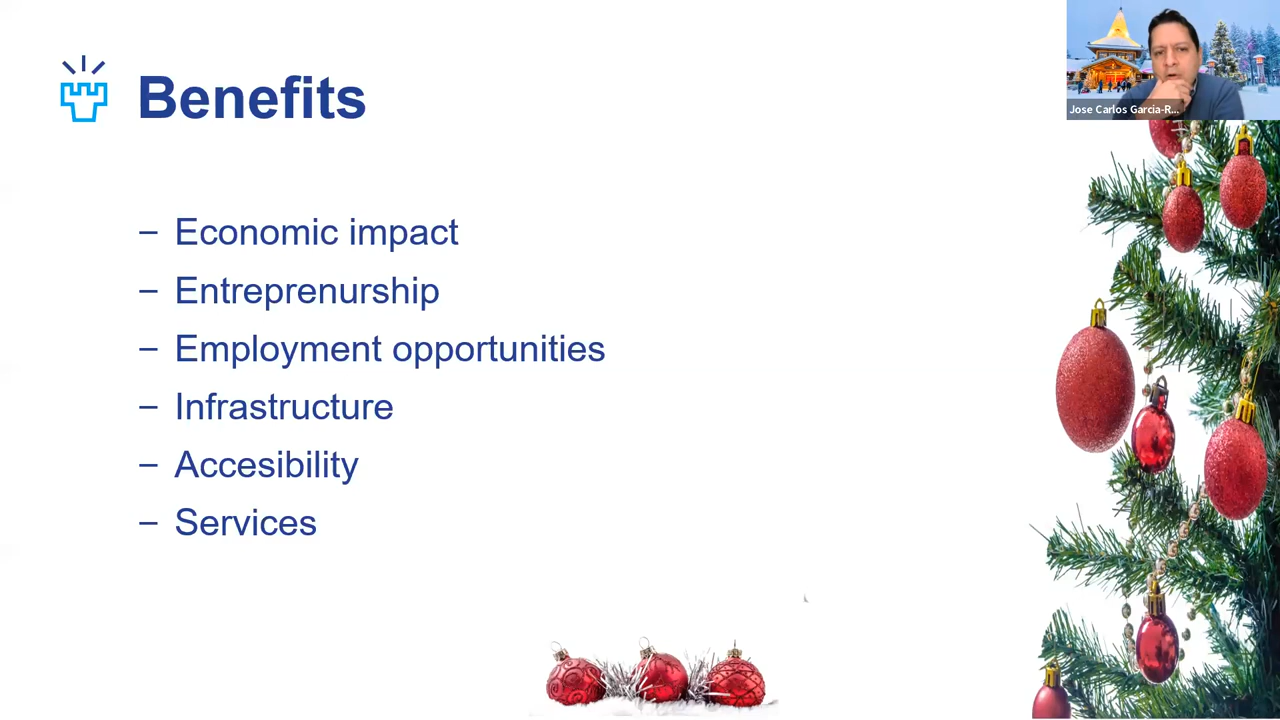 Benefits
Jose Carlos Garcia-R...
– Economic impact
– Entreprenurship
– Employment opportunities
– Infrastructure
– Accesibility
– Services